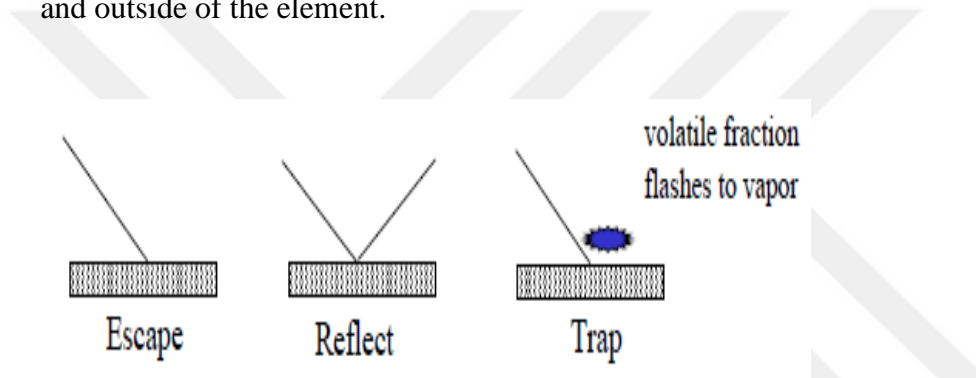 and outside of the element.
volatile fraction
flashes to vapor
Escape
Reflect
Trap